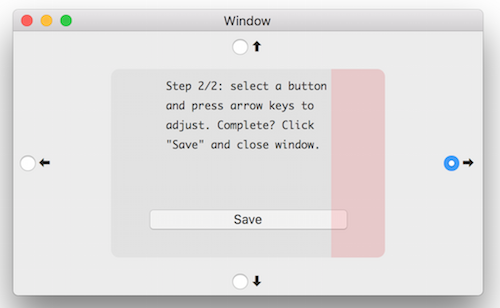 Window
Step 2/2: select a button
and press arrow keys to
adjust. Complete? Click
"Save" and close window.
Save